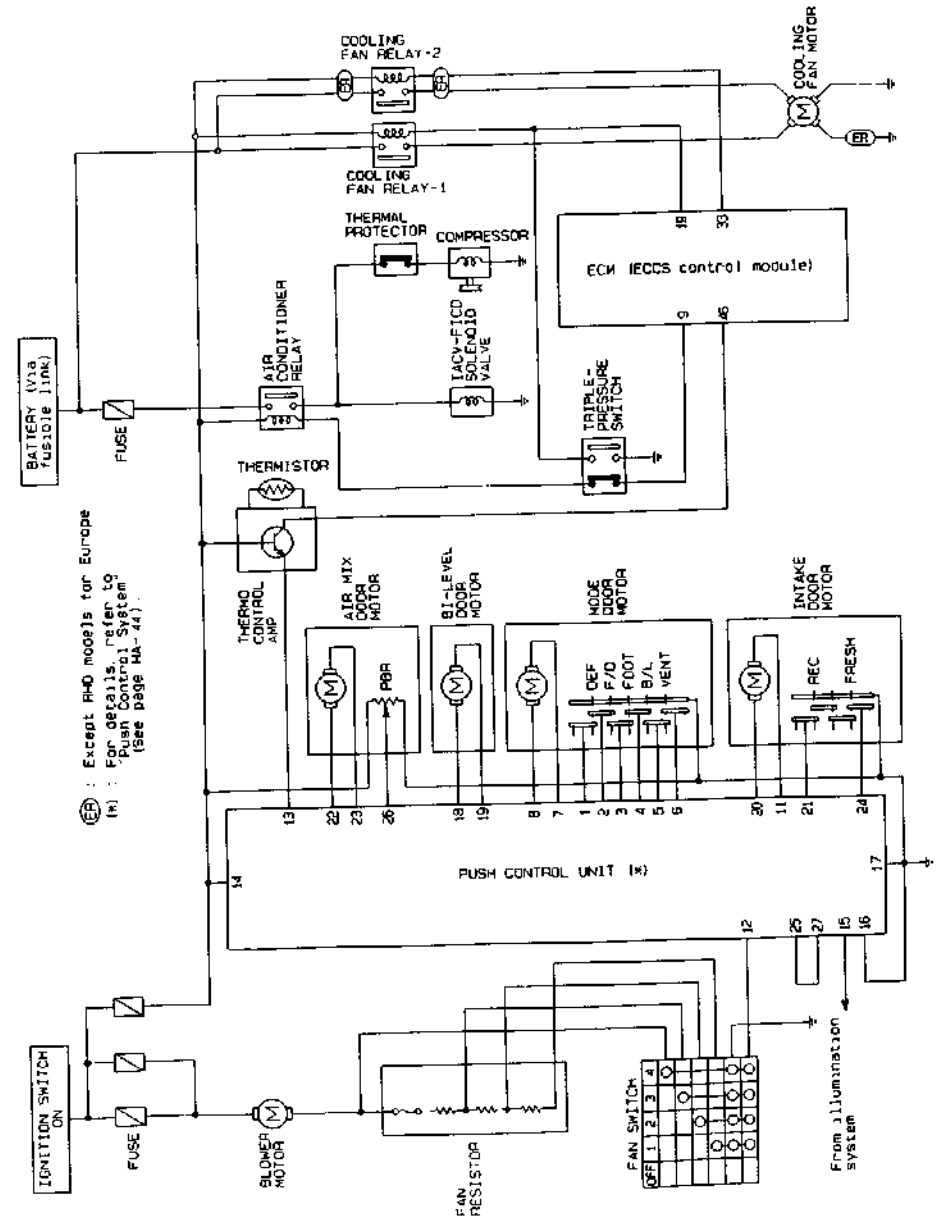 COOLING
FAN RELAY-2
ER
ER
COOLING
FAN MOTOR
M
ER
COOLING
FAN RELAY-1
THERMAL
PROTECTOR
COMPRESSOR
19
33
ECM (ECCS control module)
9
46
BATTERY (Via
fusible link)
FUSE
AIR
CONDITIONER
RELAY
IACV-FICD
SOLENOID
VALVE
TRIPLE-
PRESSURE
SWITCH
THERMISTOR
THERMO
CONTROL
AMP
ER : Except RHD models for Europe
(*) : For details, refer to
"Push Control System"
(See page HA-44).
AIR MIX
DOOR
MOTOR
M
PBR
BI-LEVEL
DOOR
MOTOR
M
MODE
DOOR
MOTOR
M
DEF
F/D
FOOT
B/L
VENT
INTAKE
DOOR
MOTOR
M
REC
FRESH
13
22
23
26
18
19
8
7
1
2
3
4
5
6
20
11
21
24
14
PUSH CONTROL UNIT (*)
17
12
25
27
15
16
IGNITION SWITCH
ON
FUSE
BLOWER
MOTOR
M
FAN
RESISTOR
FAN SWITCH
OFF 1 2 3 4
From illumination
system